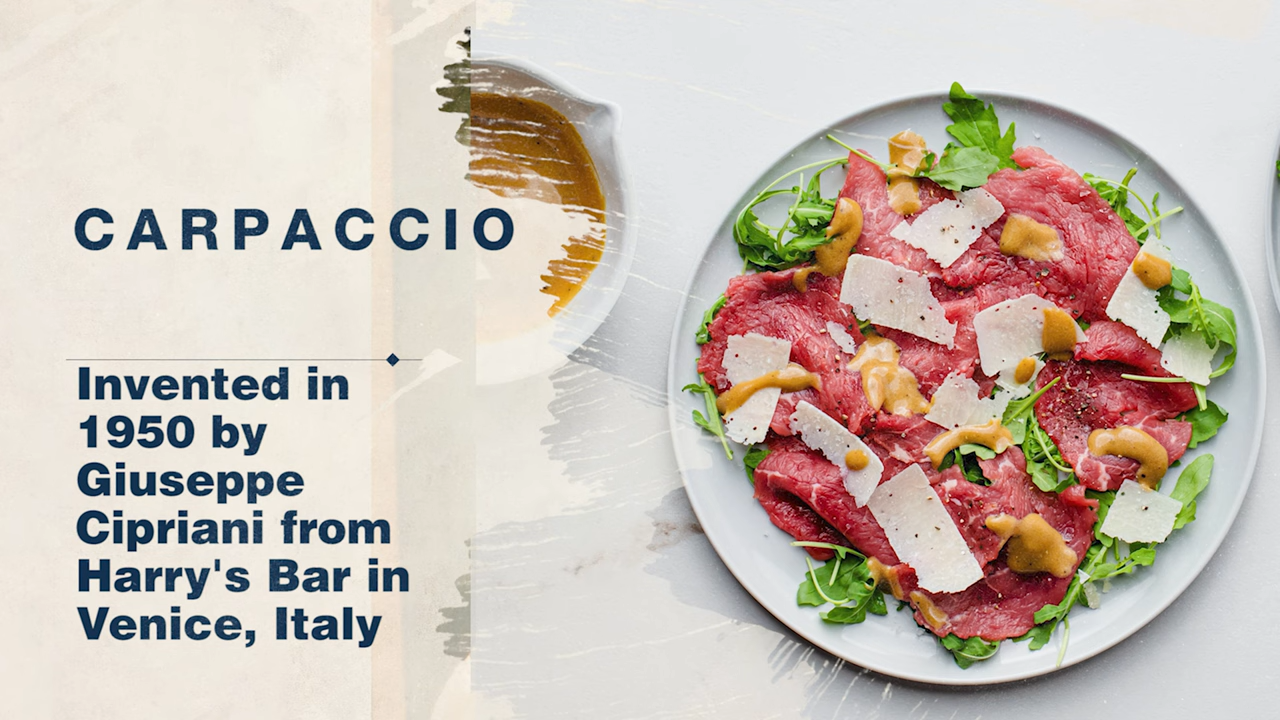 CARPACCIO
Invented in
1950 by
Giuseppe
Cipriani from
Harry's Bar in
Venice, Italy